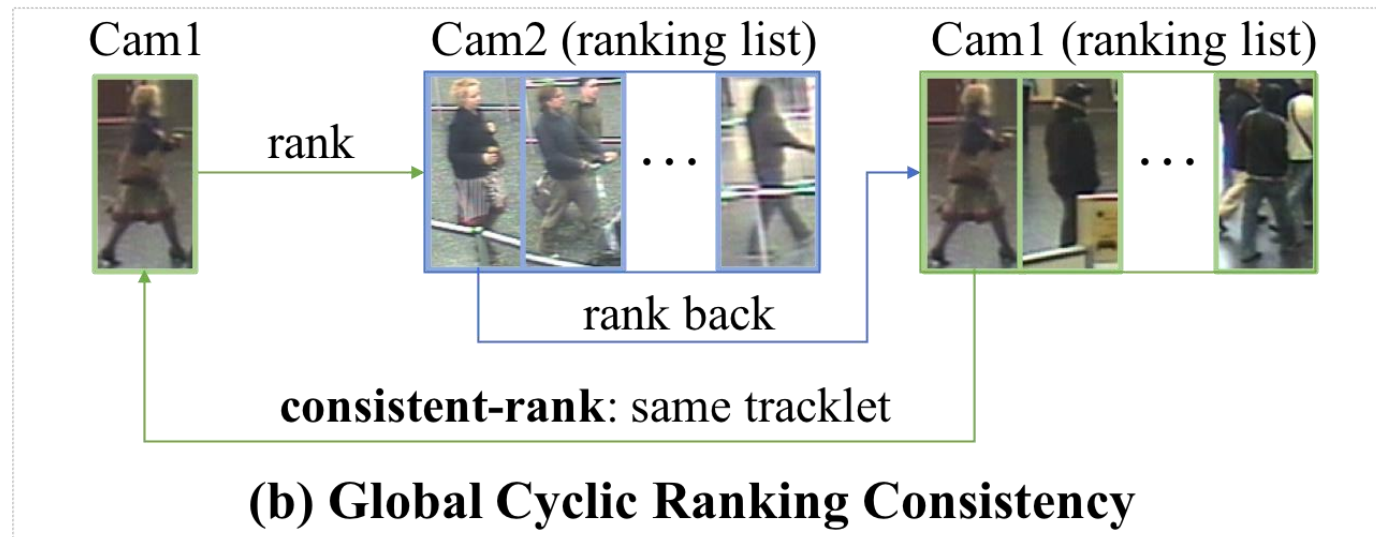 Cam1
Cam2 (ranking list)
Cam1 (ranking list)
rank
...
...
rank back
consistent-rank: same tracklet
(b) Global Cyclic Ranking Consistency